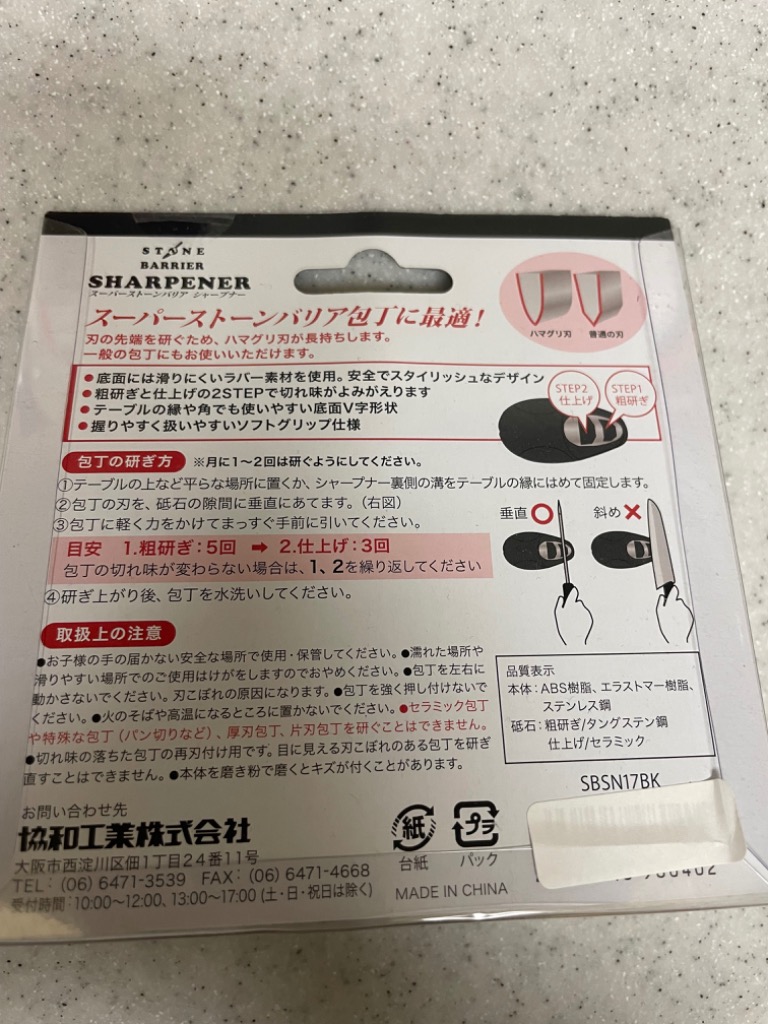 STONE
BARRIER
SHARPENER
スーパーストーンバリア シャープナー
スーパーストーンバリア包丁に最適!
刃の先端を研ぐため、ハマグリ刃が長持ちします。
一般の包丁にもお使いいただけます。
ハマグリ刃 普通の刃
●底面には滑りにくいラバー素材を使用。安全でスタイリッシュなデザイン
●粗研ぎと仕上げの2STEPで切れ味がよみがえります
●テーブルの縁や角でも使いやすい底面V字形状
●握りやすく扱いやすいソフトグリップ仕様
STEP2
仕上げ
STEP1
粗研ぎ
包丁の研ぎ方 ※月に1〜2回は研ぐようにしてください。
①テーブルの上など平らな場所に置くか、シャープナー裏側の溝をテーブルの縁にはめて固定します。
②包丁の刃を、砥石の隙間に垂直にあてます。(右図)
③包丁に軽く力をかけてまっすぐ手前に引いてください。
目安 1.粗研ぎ:5回 ➡ 2.仕上げ:3回
包丁の切れ味が変わらない場合は、1、2を繰り返してください
④研ぎ上がり後、包丁を水洗いしてください。
垂直○ 斜め×
取扱上の注意
●お子様の手の届かない安全な場所で使用・保管してください。●濡れた場所や
滑りやすい場所でのご使用はけがをしますのでおやめください。●包丁を左右に
動かさないでください。刃こぼれの原因になります。●包丁を強く押し付けないで
ください。●火のそばや高温になるところに置かないでください。●セラミック包丁
や特殊な包丁(パン切りなど)、厚刃包丁、片刃包丁を研ぐことはできません。
●切れ味の落ちた包丁の再刃付け用です。目に見える刃こぼれのある包丁を研ぎ
直すことはできません。●本体を磨き粉で磨くとキズが付くことがあります。
品質表示
本体:ABS樹脂、エラストマー樹脂、
ステンレス鋼
砥石:粗研ぎ/タングステン鋼
仕上げ/セラミック
SBSN17BK
お問い合わせ先
協和工業株式会社
大阪市西淀川区佃1丁目24番11号
TEL:(06)6471-3539 FAX:(06)6471-4668
受付時間:10:00〜12:00、13:00〜17:00(土・日・祝日は除く)
紙
台紙
プラ
パック
MADE IN CHINA